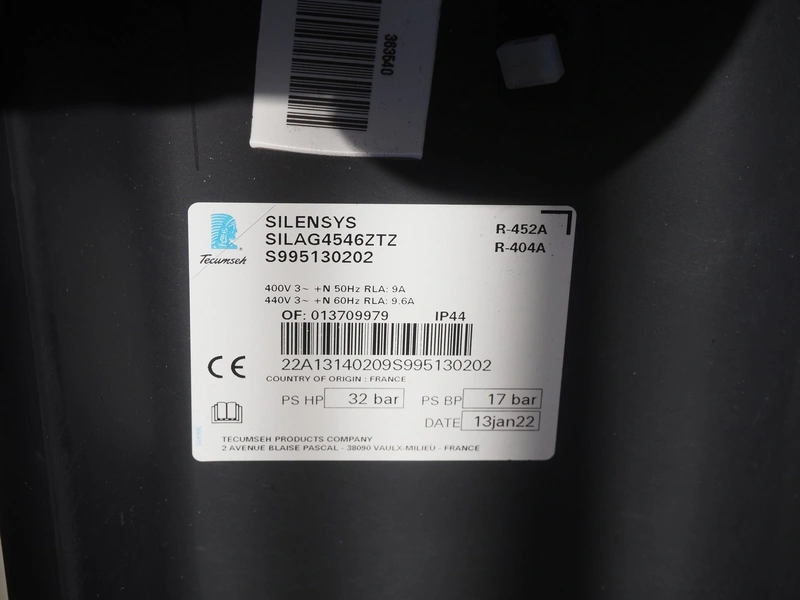 363640
SILENSYS
SILAG4546ZTZ
S995130202
R-452A
R-404A
Tecumseh
400V 3~ +N 50Hz RLA: 9A
440V 3~ +N 60Hz RLA: 9.6A
OF: 013709979 IP44
22A13140209S995130202
CE
COUNTRY OF ORIGIN : FRANCE
PS HP 32 bar PS BP 17 bar
DATE 13jan22
TECUMSEH PRODUCTS COMPANY
2 AVENUE BLAISE PASCAL - 38090 VAULX-MILIEU - FRANCE